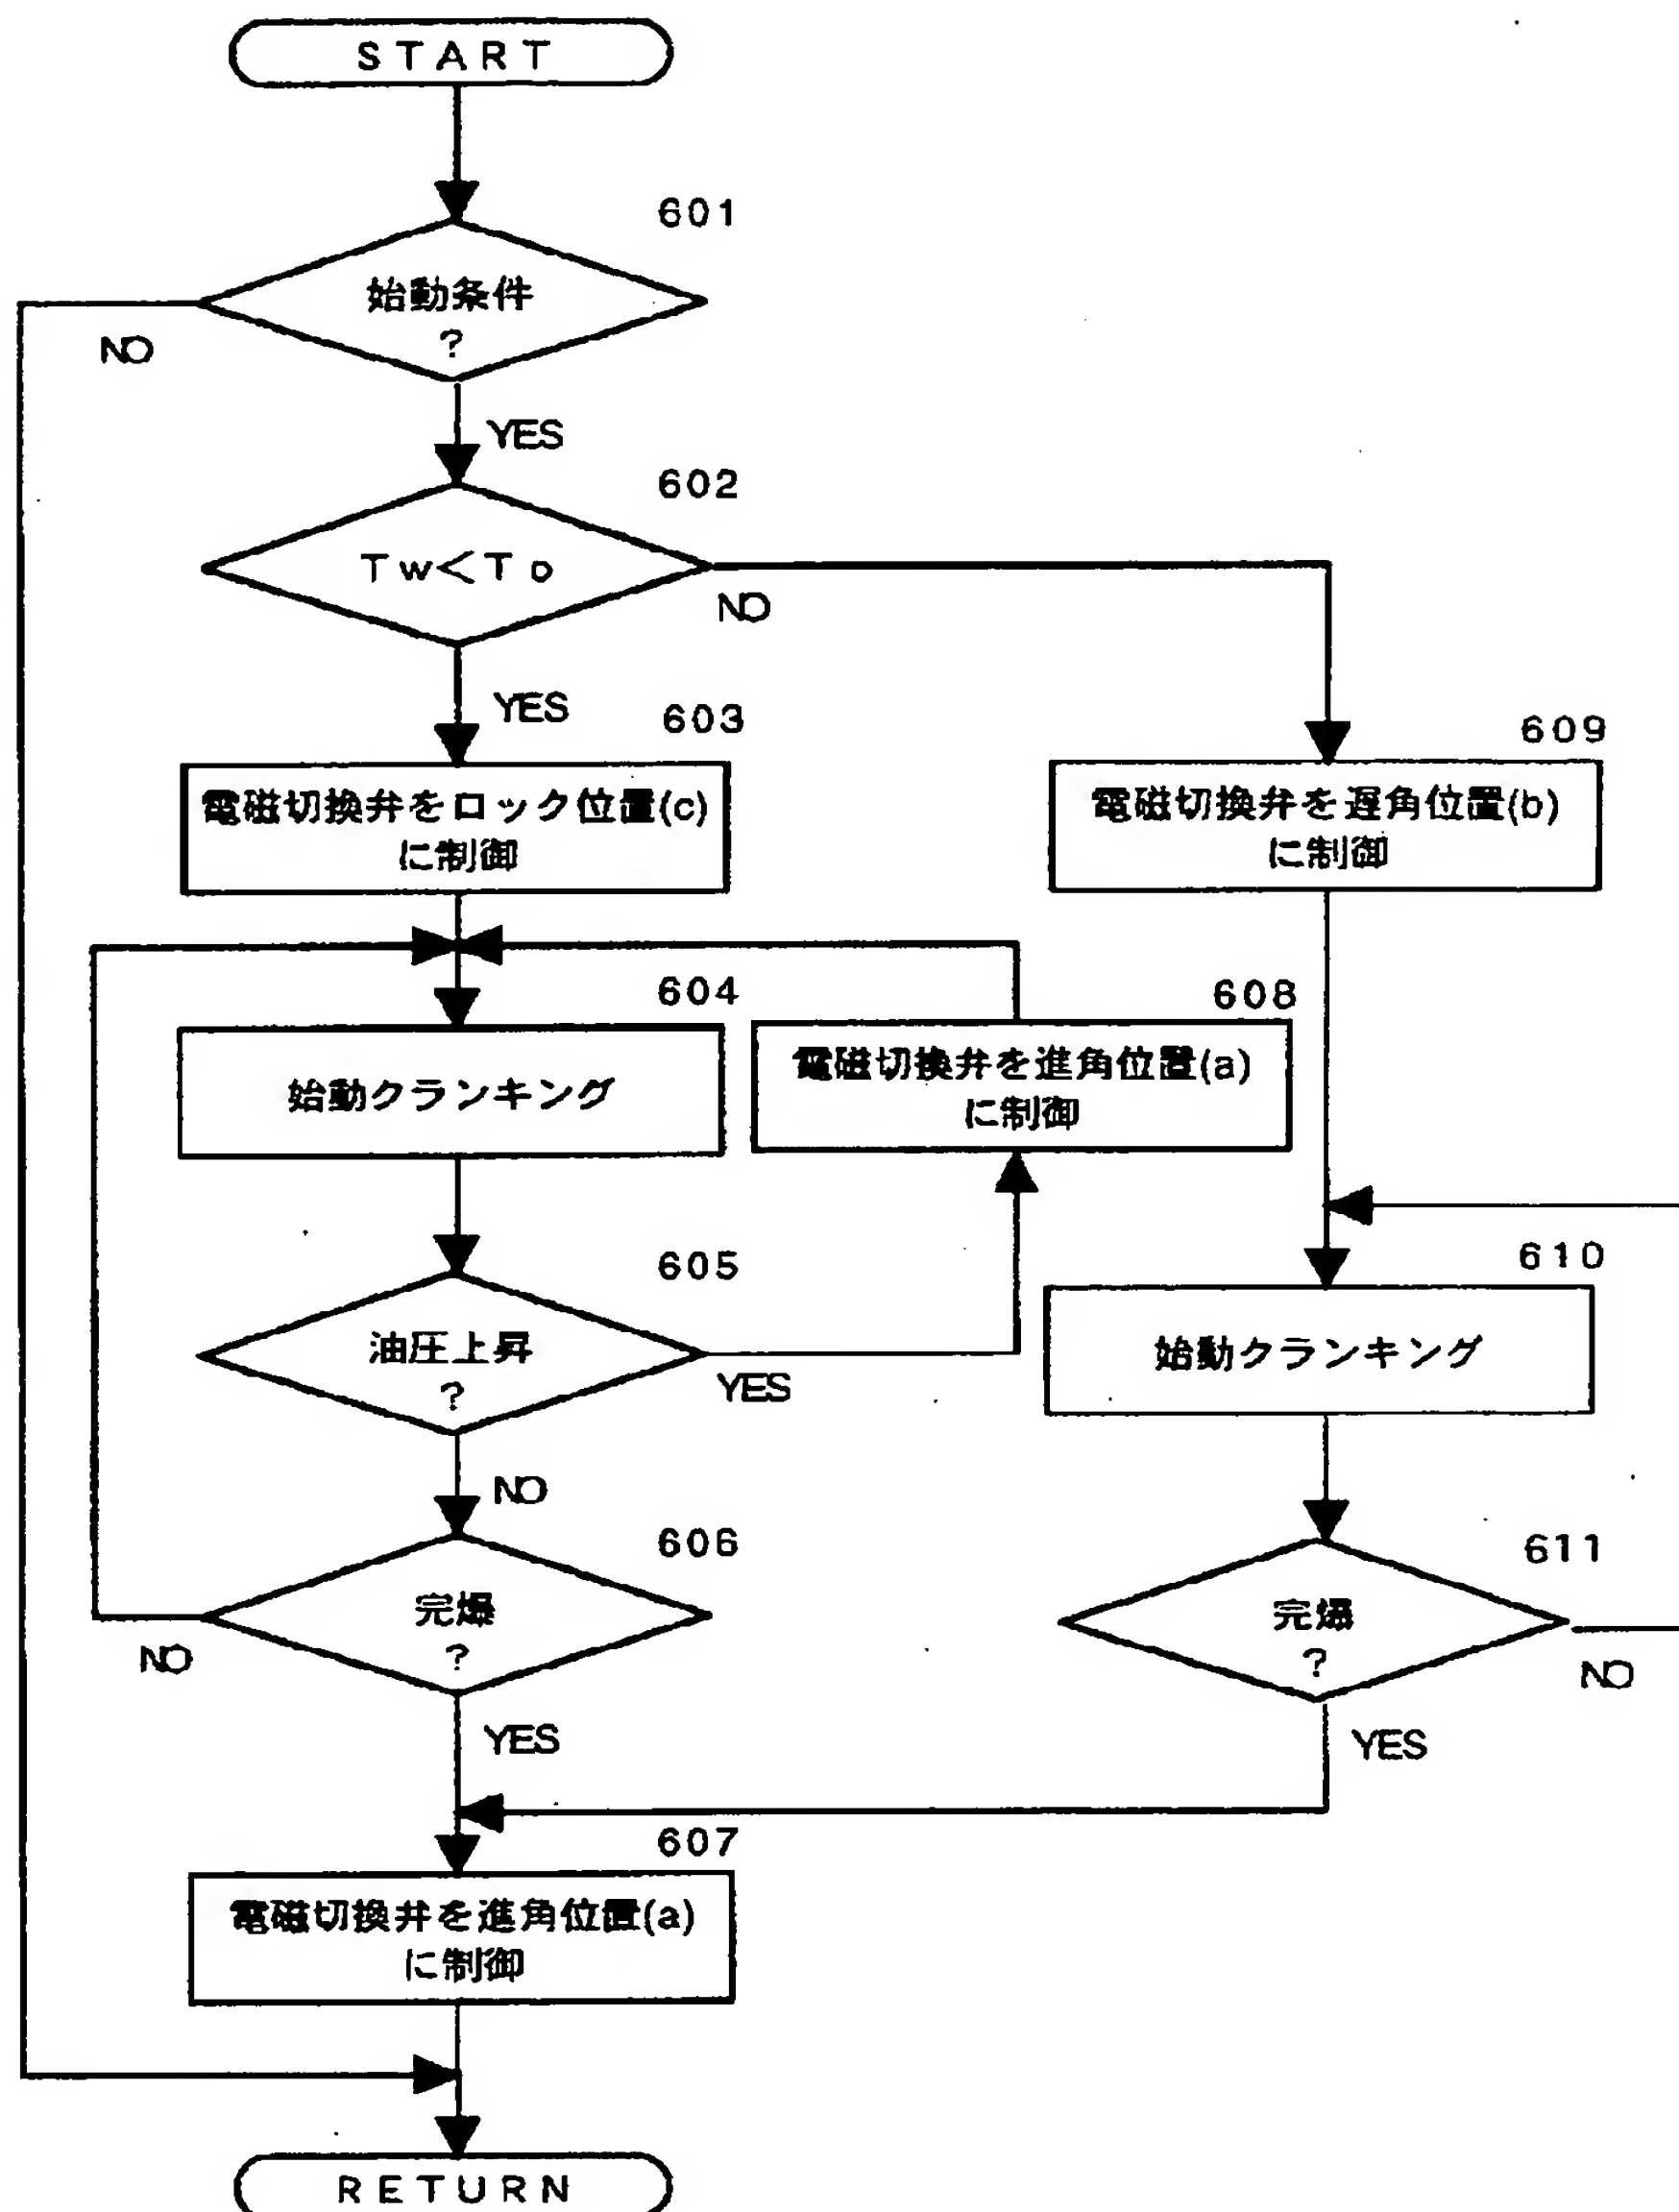 START
601
始動条件
?
NO
YES
602
Tw<To
NO
YES
603
電磁切換弁をロック位置(c)
に制御
609
電磁切換弁を遅角位置(b)
に制御
604
始動クランキング
608
電磁切換弁を進角位置(a)
に制御
605
油圧上昇
?
YES
NO
610
始動クランキング
606
完爆
?
NO
YES
611
完爆
?
NO
YES
607
電磁切換弁を進角位置(a)
に制御
RETURN